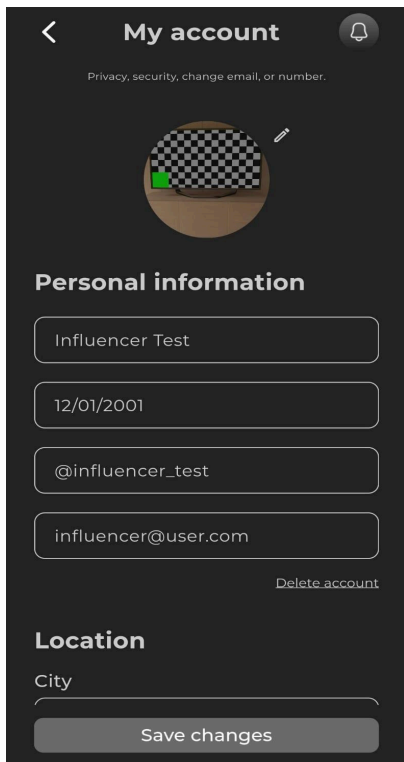 My account
Privacy, security, change email, or number.
Personal information
Influencer Test
12/01/2001
@influencer_test
influencer@user.com
Delete account
Location
City
Save changes